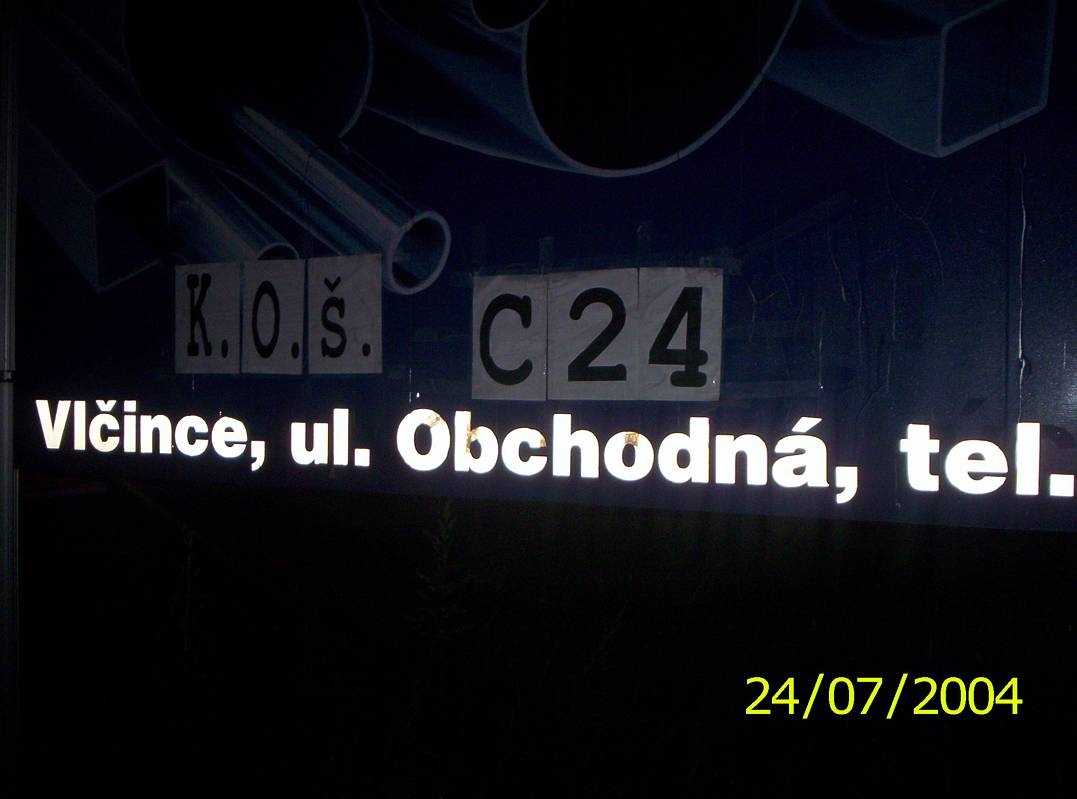 K.o.š. C24
Vlčince, ul. Obchodná, tel.
24/07/2004